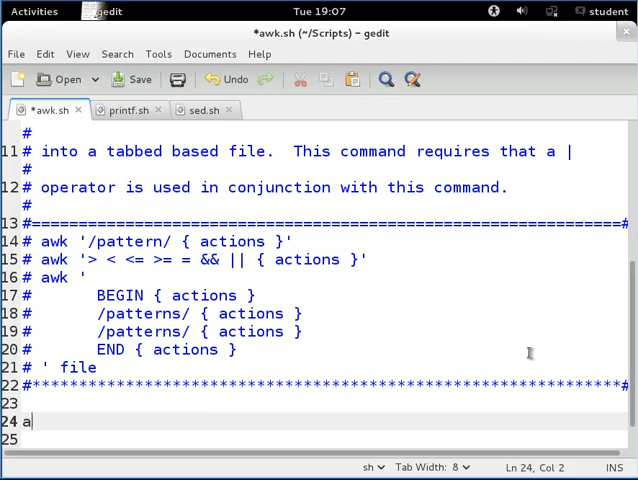 Activities gedit Tue 19:07 student
*awk.sh (~/Scripts) - gedit ×
File Edit View Search Tools Documents Help
Open Save Undo
*awk.sh × printf.sh × sed.sh ×
#
11 # into a tabbed based file. This command requires that a |
#
12 # operator is used in conjunction with this command.
#
13 #===============================================================#
14 # awk '/pattern/ { actions }'
15 # awk '> < <= >= = && || { actions }'
16 # awk '
17 # BEGIN { actions }
18 # /patterns/ { actions }
19 # /patterns/ { actions }
20 # END { actions }
21 # ' file
22 #***************************************************************#
23
24 a
25
sh Tab Width: 8 Ln 24, Col 2 INS